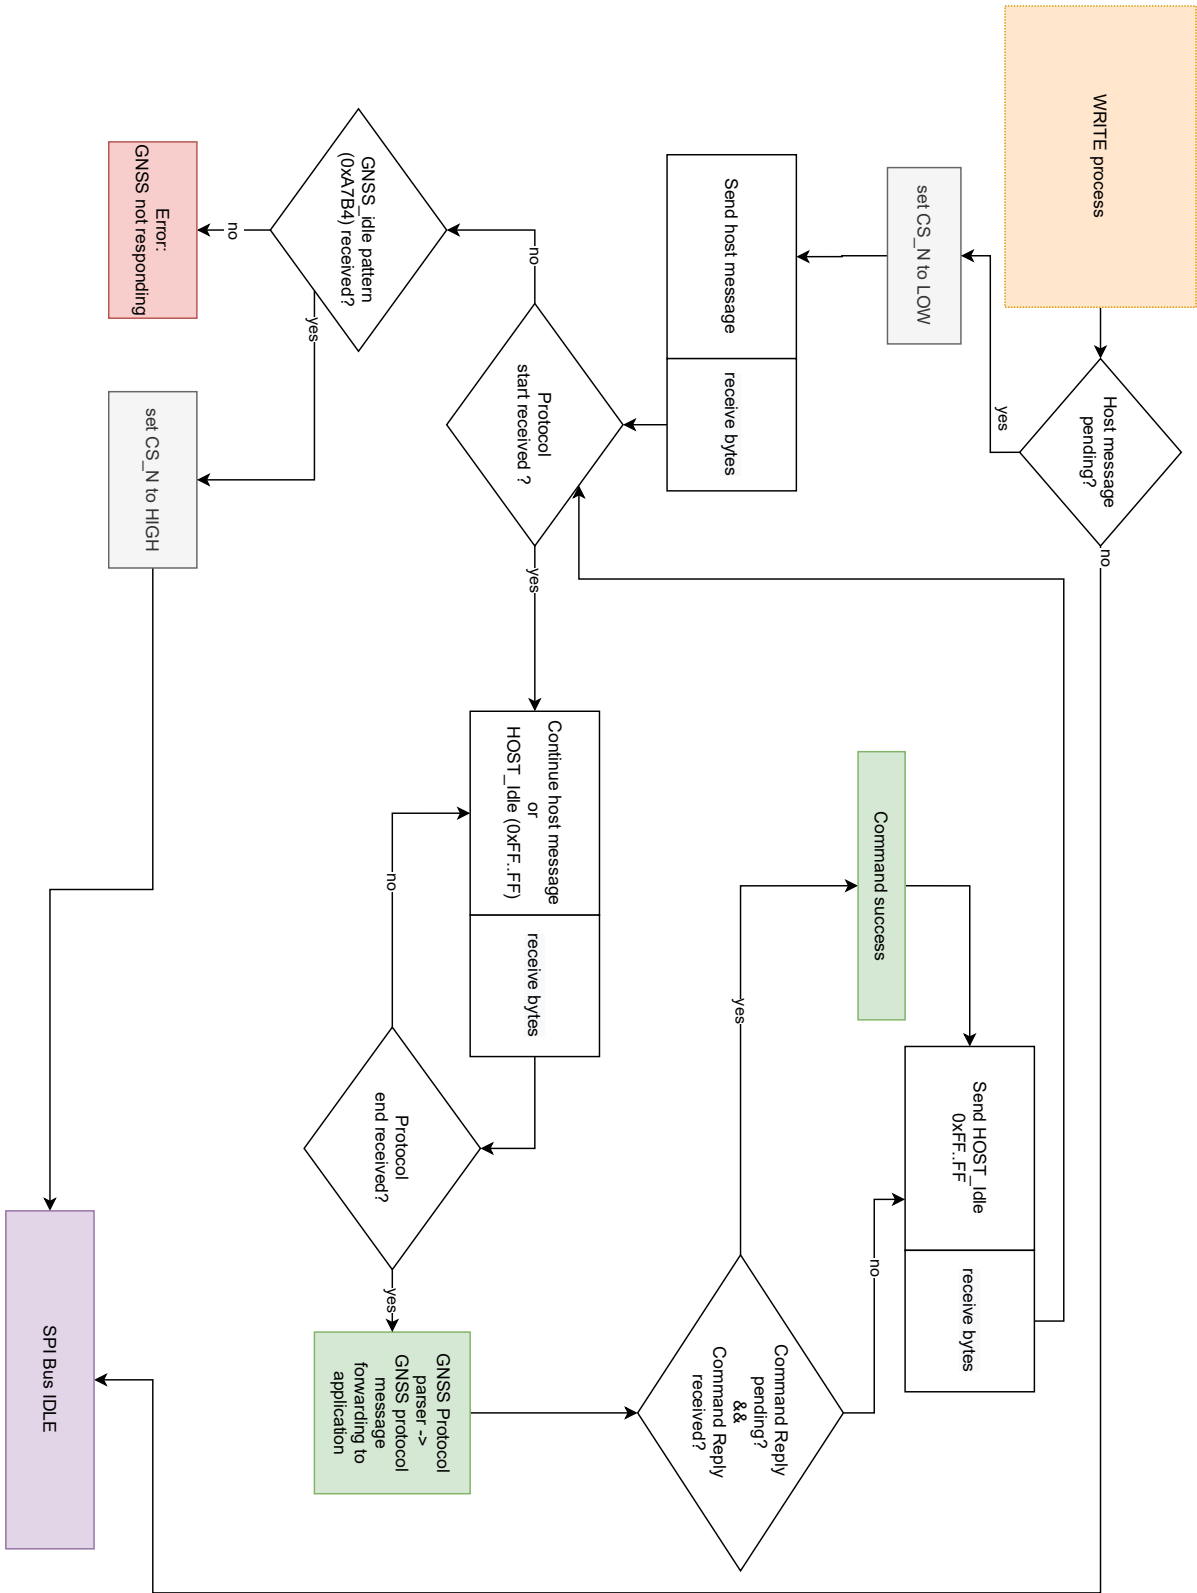 WRITE process
Host message
pending?
yes
no
set CS_N to LOW
Send host message
receive bytes
Protocol
start received ?
no
yes
GNSS_idle pattern
(0xA7B4) received?
no
yes
Error:
GNSS not responding
set CS_N to HIGH
Continue host message
or
HOST_Idle (0xFF..FF)
receive bytes
Protocol
end received?
no
yes
GNSS Protocol
parser ->
GNSS protocol
message
forwarding to
application
Command Reply
pending?
&&
Command Reply
received?
yes
no
Command success
Send HOST_Idle
0xFF..FF
receive bytes
SPI Bus IDLE